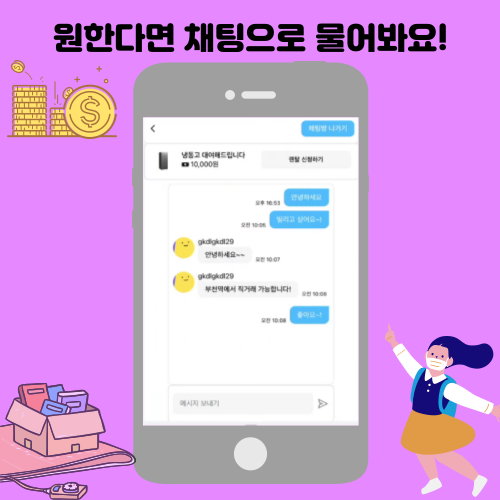 원한다면 채팅으로 물어봐요!
채팅방 나가기
냉동고 대여해드립니다
10,000원
렌탈 신청하기
오후 10:53 안녕하세요
오전 10:05 빌리고 싶어요~!
gkdlgkdl29
안녕하세요~~ 오전 10:07
gkdlgkdl29
부천역에서 직거래 가능합니다! 오전 10:08
오전 10:08 좋아요~!
메시지 보내기